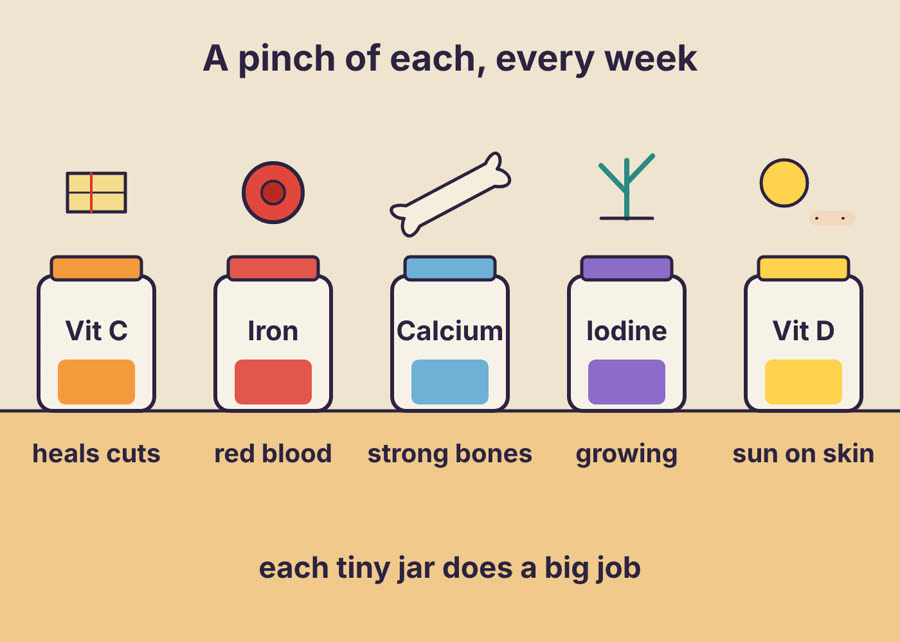 A pinch of each, every week
Vit C
Iron
Calcium
Iodine
Vit D
heals cuts
red blood
strong bones
growing
sun on skin
each tiny jar does a big job